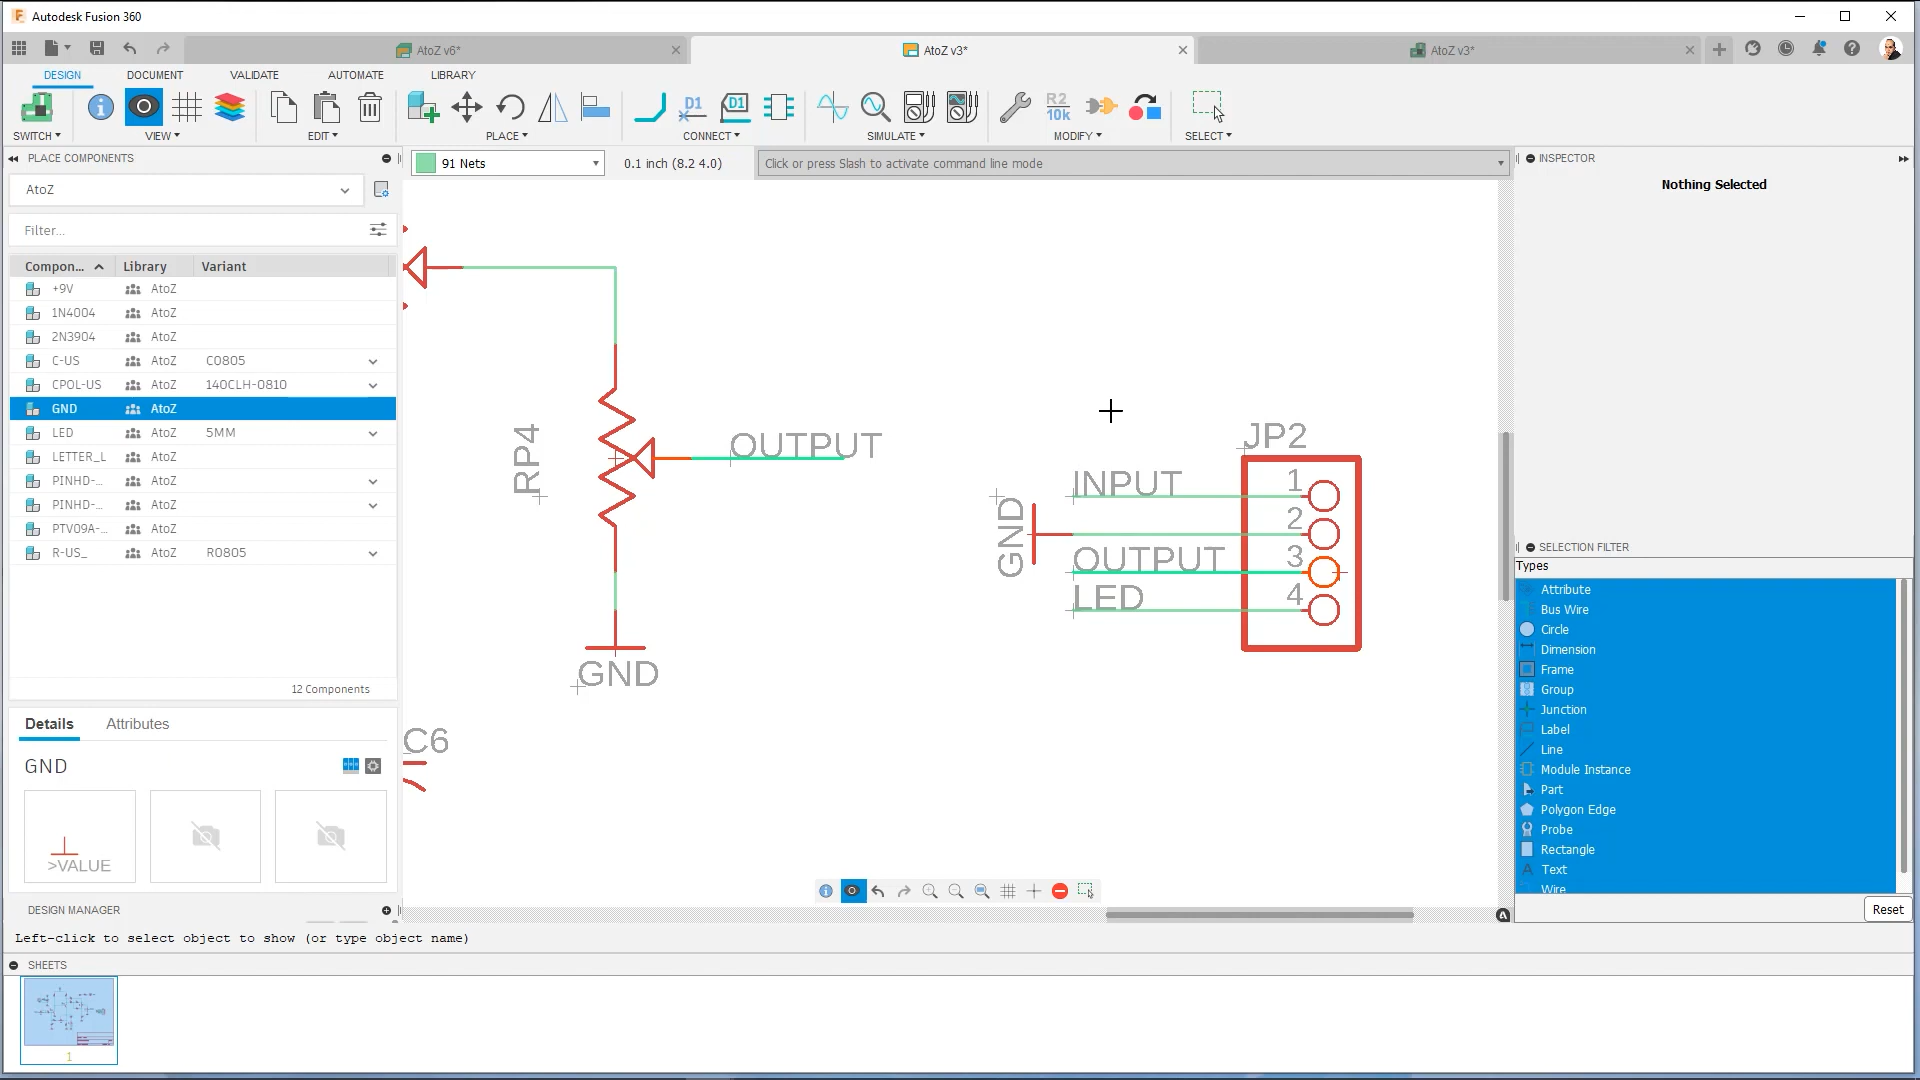 Autodesk Fusion 360
AtoZ v6*
AtoZ v3*
AtoZ v3*
DESIGN
DOCUMENT
VALIDATE
AUTOMATE
LIBRARY
D1
D1
R2
10k
SWITCH
VIEW
EDIT
PLACE
CONNECT
SIMULATE
MODIFY
SELECT
PLACE COMPONENTS
91 Nets
0.1 inch (8.2 4.0)
Click or press Slash to activate command line mode
INSPECTOR
Nothing Selected
AtoZ
Filter...
Compon... Library Variant
+9V AtoZ
1N4004 AtoZ
2N3904 AtoZ
C-US AtoZ C0805
CPOL-US AtoZ 140CLH-0810
GND AtoZ
LED AtoZ 5MM
LETTER_L AtoZ
PINHD-... AtoZ
PINHD-... AtoZ
PTV09A-... AtoZ
R-US_ AtoZ R0805
12 Components
Details
Attributes
GND
>VALUE
DESIGN MANAGER
RP4
OUTPUT
GND
C6
JP2
INPUT
GND
OUTPUT
LED
1
2
3
4
SELECTION FILTER
Types
Attribute
Bus Wire
Circle
Dimension
Frame
Group
Junction
Label
Line
Module Instance
Part
Polygon Edge
Probe
Rectangle
Text
Wire
Reset
Left-click to select object to show (or type object name)
SHEETS
1